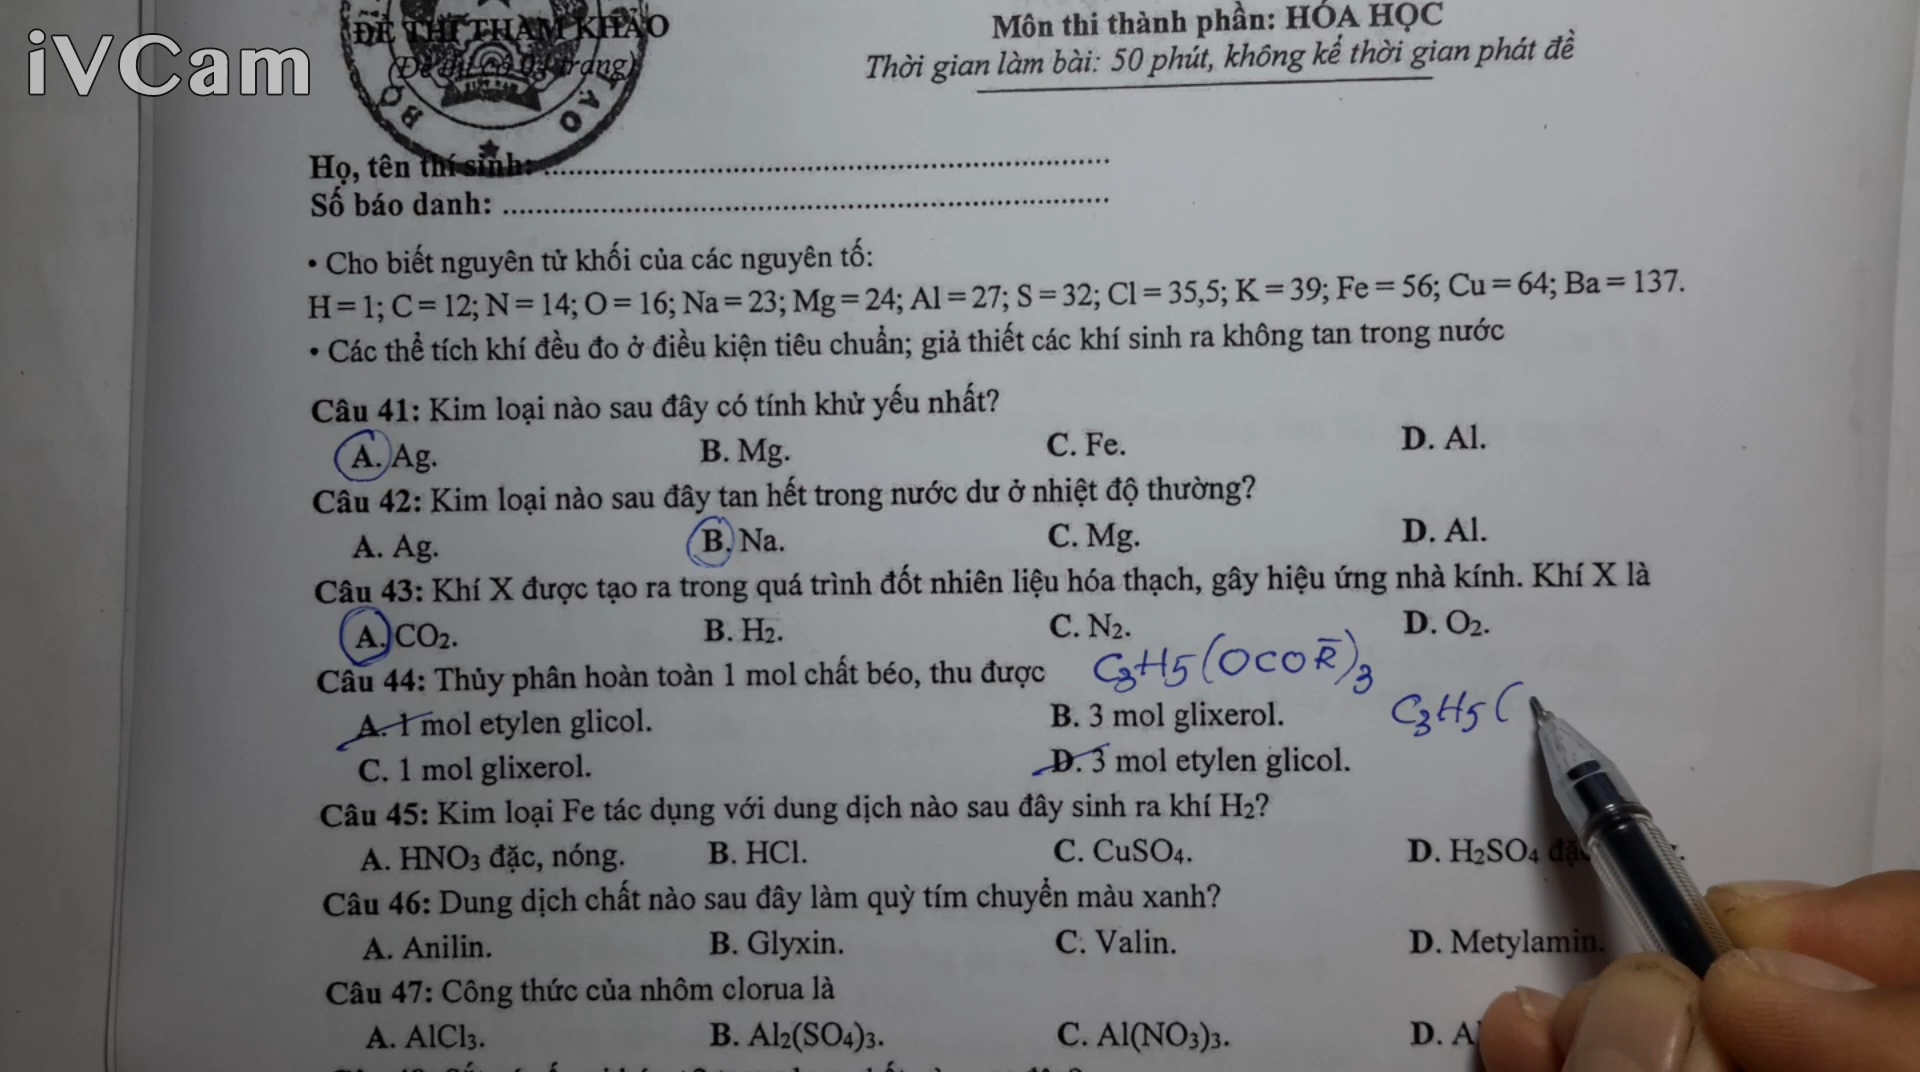 iVCam
ĐỀ THI THAM KHẢO
Môn thi thành phần: HÓA HỌC
Thời gian làm bài: 50 phút, không kể thời gian phát đề
Họ, tên thí sinh:
Số báo danh:
• Cho biết nguyên tử khối của các nguyên tố:
H = 1; C = 12; N = 14; O = 16; Na = 23; Mg = 24; Al = 27; S = 32; Cl = 35,5; K = 39; Fe = 56; Cu = 64; Ba = 137.
• Các thể tích khí đều đo ở điều kiện tiêu chuẩn; giả thiết các khí sinh ra không tan trong nước
Câu 41: Kim loại nào sau đây có tính khử yếu nhất?
A. Ag. B. Mg. C. Fe. D. Al.
Câu 42: Kim loại nào sau đây tan hết trong nước dư ở nhiệt độ thường?
A. Ag. B. Na. C. Mg. D. Al.
Câu 43: Khí X được tạo ra trong quá trình đốt nhiên liệu hóa thạch, gây hiệu ứng nhà kính. Khí X là
A. CO₂. B. H₂. C. N₂. D. O₂.
Câu 44: Thủy phân hoàn toàn 1 mol chất béo, thu được C₃H₅(OCOR̄)₃
A. 1 mol etylen glicol. B. 3 mol glixerol. C₃H₅(
C. 1 mol glixerol. D. 3 mol etylen glicol.
Câu 45: Kim loại Fe tác dụng với dung dịch nào sau đây sinh ra khí H₂?
A. HNO₃ đặc, nóng. B. HCl. C. CuSO₄. D. H₂SO₄
Câu 46: Dung dịch chất nào sau đây làm quỳ tím chuyển màu xanh?
A. Anilin. B. Glyxin. C. Valin. D. Metylamin.
Câu 47: Công thức của nhôm clorua là
A. AlCl₃. B. Al₂(SO₄)₃. C. Al(NO₃)₃. D.